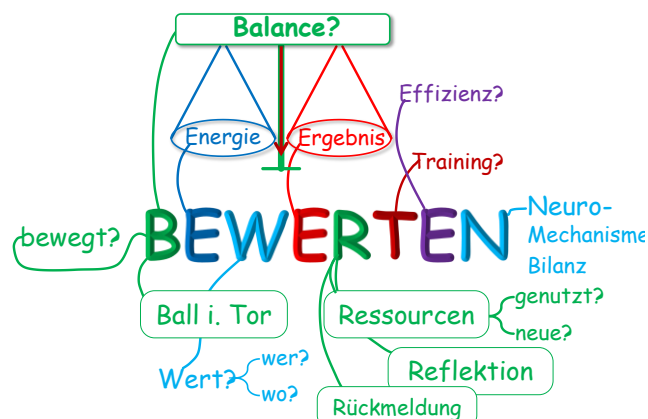 Balance?
Effizienz?
Energie
Ergebnis
Training?
BEWERTEN
Neuro-
Mechanisme
Bilanz
bewegt?
Ball i. Tor
Ressourcen
genutzt?
neue?
Wert?
wer?
wo?
Reflektion
Rückmeldung